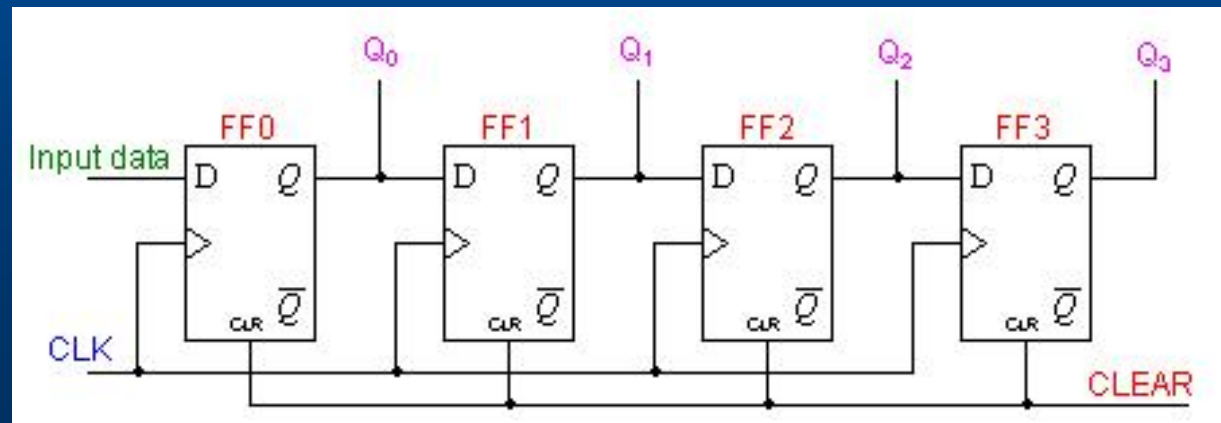 Q₀ Q₁ Q₂ Q₃
FF0 FF1 FF2 FF3
Input data D Q D Q D Q D Q
Q̅ Q̅ Q̅ Q̅
CLR CLR CLR CLR
CLK
CLEAR